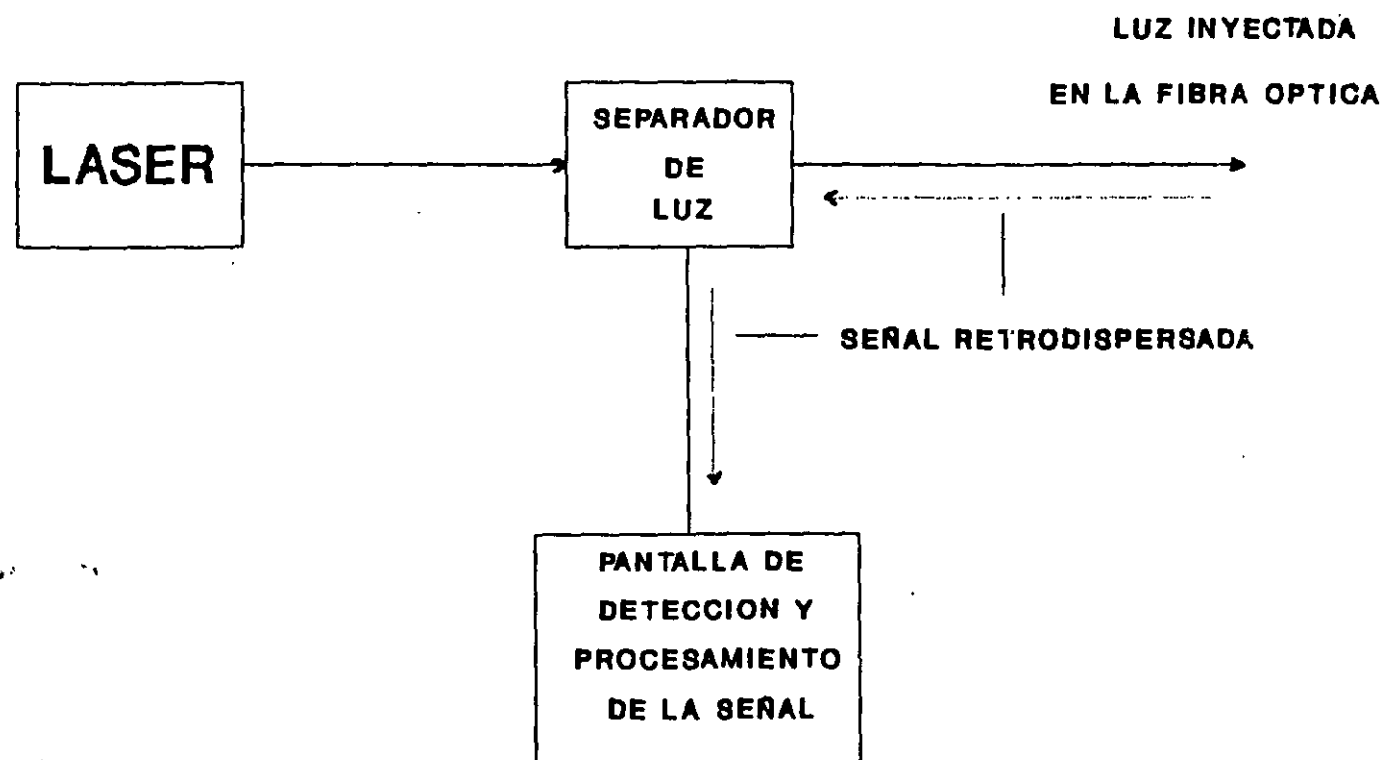 LUZ INYECTADA
EN LA FIBRA OPTICA
LASER
SEPARADOR
DE
LUZ
SEÑAL RETRODISPERSADA
PANTALLA DE
DETECCION Y
PROCESAMIENTO
DE LA SEÑAL